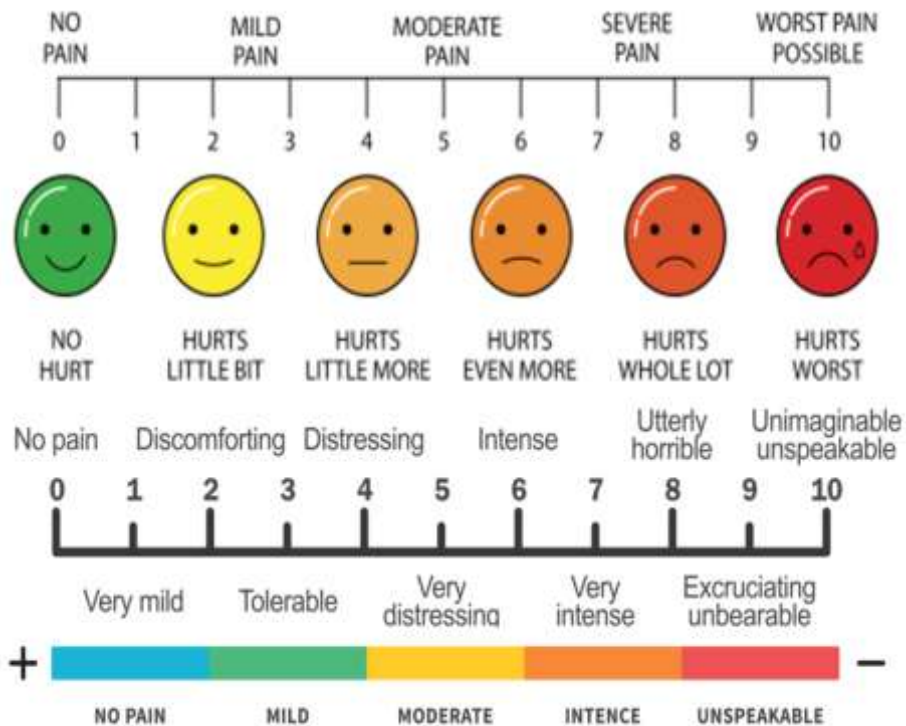 NO MILD MODERATE SEVERE WORST PAIN
PAIN PAIN PAIN PAIN POSSIBLE
0 1 2 3 4 5 6 7 8 9 10
NO HURTS HURTS HURTS HURTS HURTS
HURT LITTLE BIT LITTLE MORE EVEN MORE WHOLE LOT WORST
No pain Discomforting Distressing Intense Utterly horrible Unimaginable unspeakable
0 1 2 3 4 5 6 7 8 9 10
Very mild Tolerable Very distressing Very intense Excruciating unbearable
+ −
NO PAIN MILD MODERATE INTENCE UNSPEAKABLE